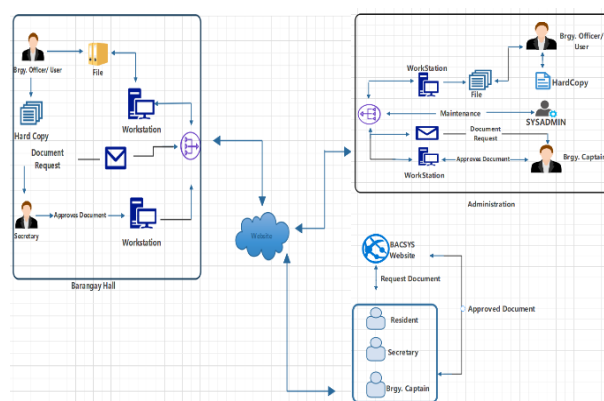 Brgy. Officer/ User
File
Hard Copy
Workstation
Document
Request
Secretary
Approves Document
Workstation
Barangay Hall
Website
Brgy. Officer/
User
WorkStation
File
HardCopy
Maintenance
SYSADMIN
Document
Request
Approves Document
WorkStation
Brgy. Captain
Administration
BACSYS
Website
Request Document
Approved Document
Resident
Secretary
Brgy. Captain